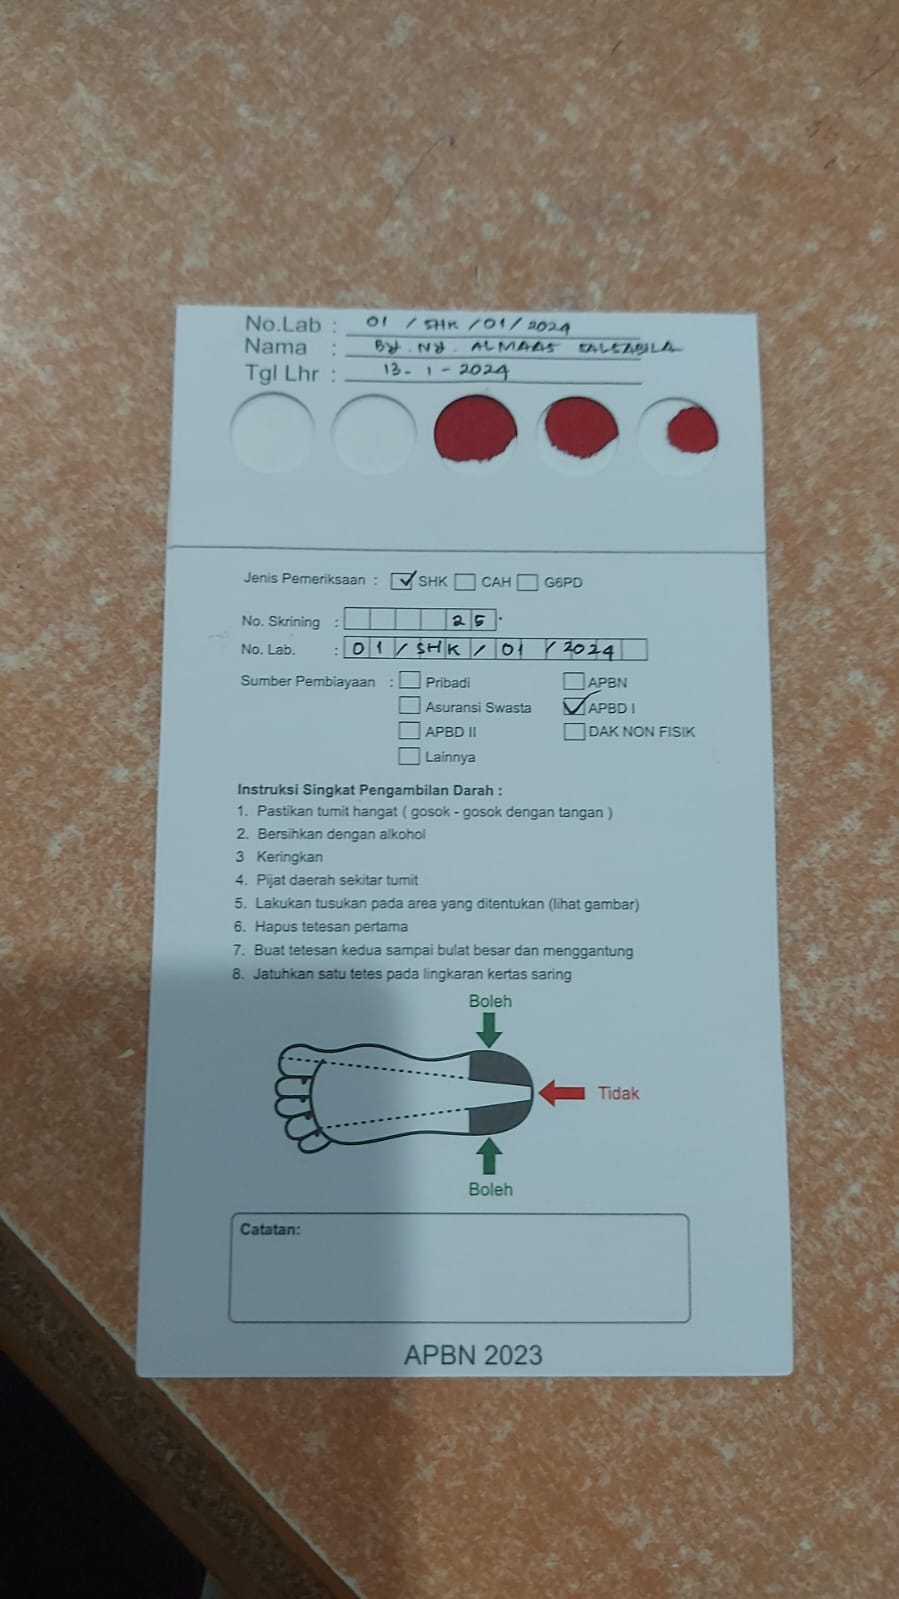 No.Lab : 01 / SHK / 01 / 2024
Nama : BY. NY. ALMAAS SALSABILA
Tgl Lhr : 13 - 1 - 2024
Jenis Pemeriksaan : SHK CAH G6PD
No. Skrining : 25
No. Lab. : 01 / SHK / 01 / 2024
Sumber Pembiayaan : Pribadi APBN
Asuransi Swasta APBD I
APBD II DAK NON FISIK
Lainnya
Instruksi Singkat Pengambilan Darah :
1. Pastikan tumit hangat ( gosok - gosok dengan tangan )
2. Bersihkan dengan alkohol
3 Keringkan
4. Pijat daerah sekitar tumit
5. Lakukan tusukan pada area yang ditentukan (lihat gambar)
6. Hapus tetesan pertama
7. Buat tetesan kedua sampai bulat besar dan menggantung
8. Jatuhkan satu tetes pada lingkaran kertas saring
Boleh
Tidak
Boleh
Catatan:
APBN 2023